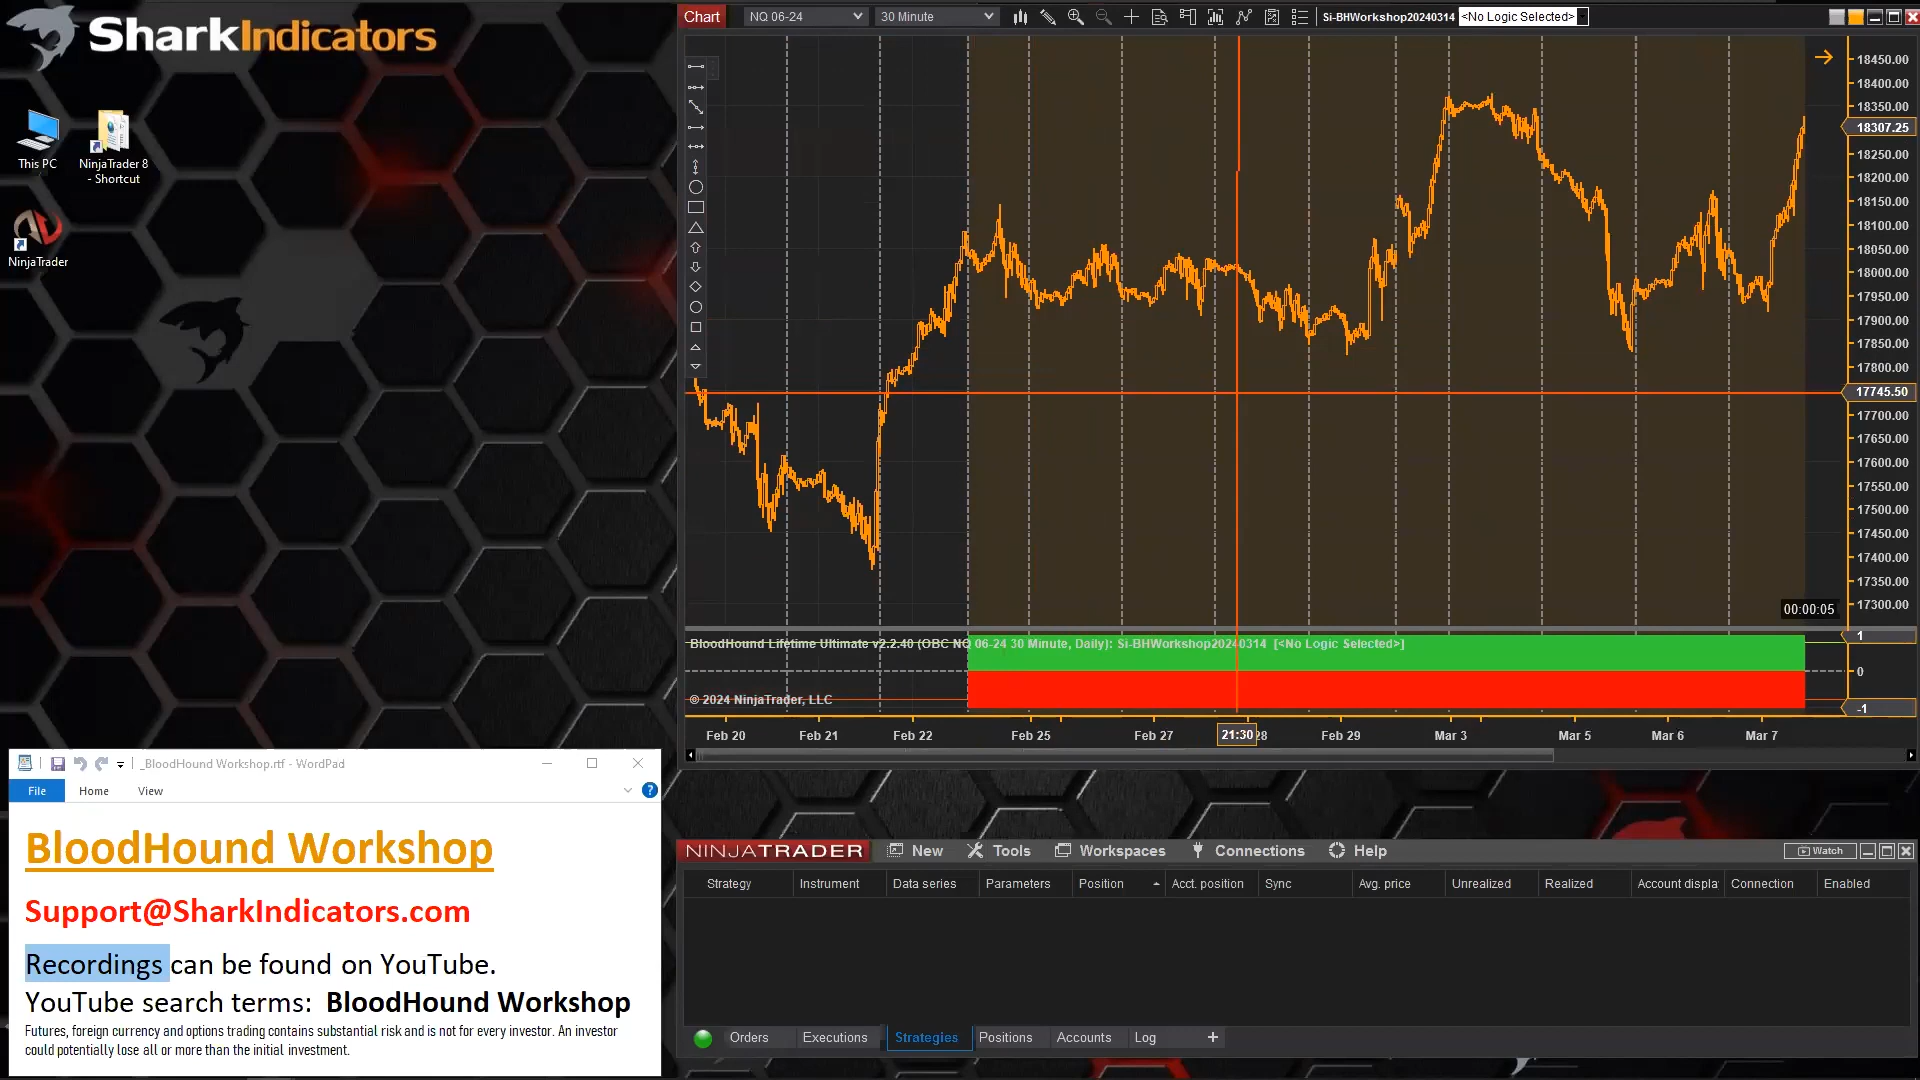 SharkIndicators
This PC
NinjaTrader 8
- Shortcut
NinjaTrader
Chart
NQ 06-24
30 Minute
Si-BHWorkshop20240314
<No Logic Selected>
18450.00
18400.00
18350.00
18307.25
18250.00
18200.00
18150.00
18100.00
18050.00
18000.00
17950.00
17900.00
17850.00
17800.00
17745.50
17700.00
17650.00
17600.00
17550.00
17500.00
17450.00
17400.00
17350.00
17300.00
00:00:05
BloodHound Lifetime Ultimate v2.2.40 (OBC NQ 06-24 30 Minute, Daily): Si-BHWorkshop20240314 [<No Logic Selected>]
1
0
-1
© 2024 NinjaTrader, LLC
Feb 20
Feb 21
Feb 22
Feb 25
Feb 27
21:30
28
Feb 29
Mar 3
Mar 5
Mar 6
Mar 7
_BloodHound Workshop.rtf - WordPad
File
Home
View
BloodHound Workshop
Support@SharkIndicators.com
Recordings can be found on YouTube.
YouTube search terms: BloodHound Workshop
Futures, foreign currency and options trading contains substantial risk and is not for every investor. An investor
could potentially lose all or more than the initial investment.
NINJATRADER
New
Tools
Workspaces
Connections
Help
Watch
Strategy
Instrument
Data series
Parameters
Position
Acct. position
Sync
Avg. price
Unrealized
Realized
Account displa
Connection
Enabled
Orders
Executions
Strategies
Positions
Accounts
Log
+